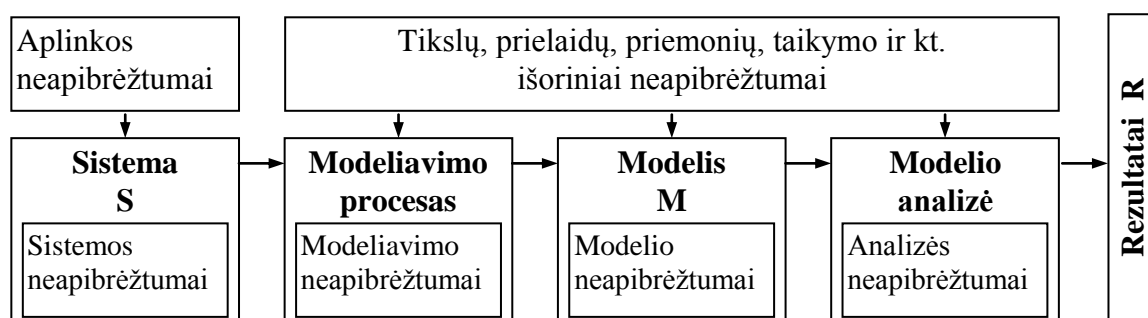 Aplinkos
neapibrėžtumai
Tikslų, prielaidų, priemonių, taikymo ir kt.
išoriniai neapibrėžtumai
Sistema
S
Sistemos
neapibrėžtumai
Modeliavimo
procesas
Modeliavimo
neapibrėžtumai
Modelis
M
Modelio
neapibrėžtumai
Modelio
analizė
Analizės
neapibrėžtumai
Rezultatai R